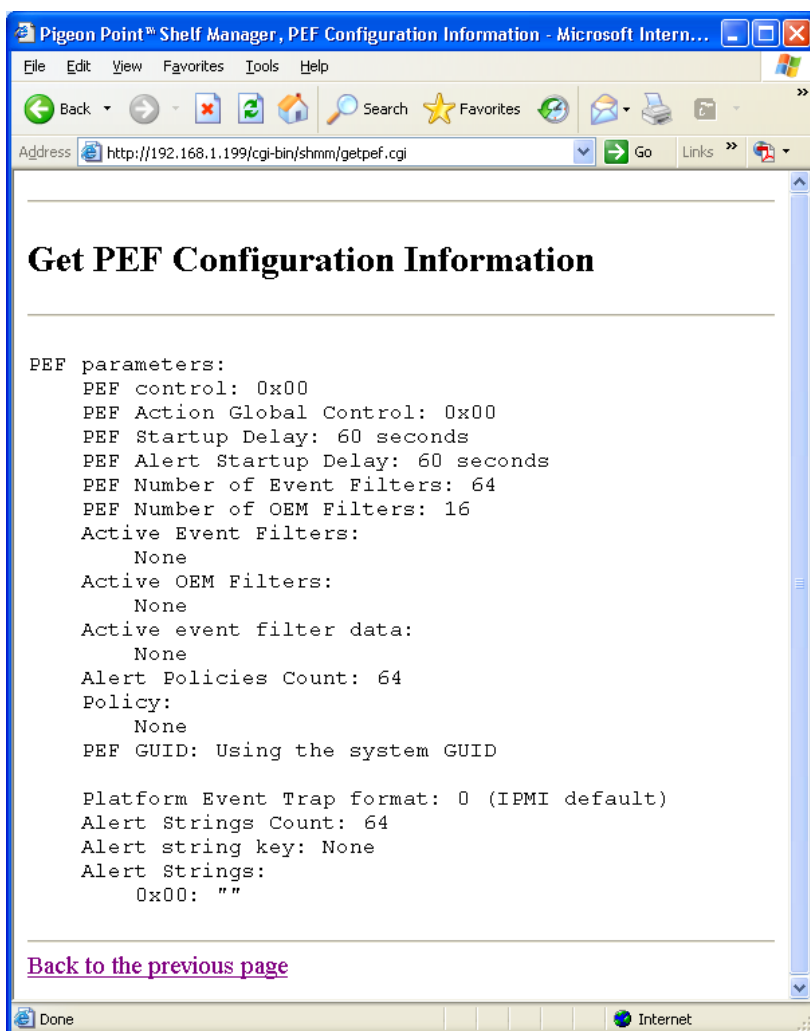 Pigeon Point™ Shelf Manager, PEF Configuration Information - Microsoft Intern...
File Edit View Favorites Tools Help
Back Search Favorites
Address http://192.168.1.199/cgi-bin/shmm/getpef.cgi Go Links
Get PEF Configuration Information
PEF parameters:
PEF control: 0x00
PEF Action Global Control: 0x00
PEF Startup Delay: 60 seconds
PEF Alert Startup Delay: 60 seconds
PEF Number of Event Filters: 64
PEF Number of OEM Filters: 16
Active Event Filters:
None
Active OEM Filters:
None
Active event filter data:
None
Alert Policies Count: 64
Policy:
None
PEF GUID: Using the system GUID
Platform Event Trap format: 0 (IPMI default)
Alert Strings Count: 64
Alert string key: None
Alert Strings:
0x00: ""
Back to the previous page
Done Internet